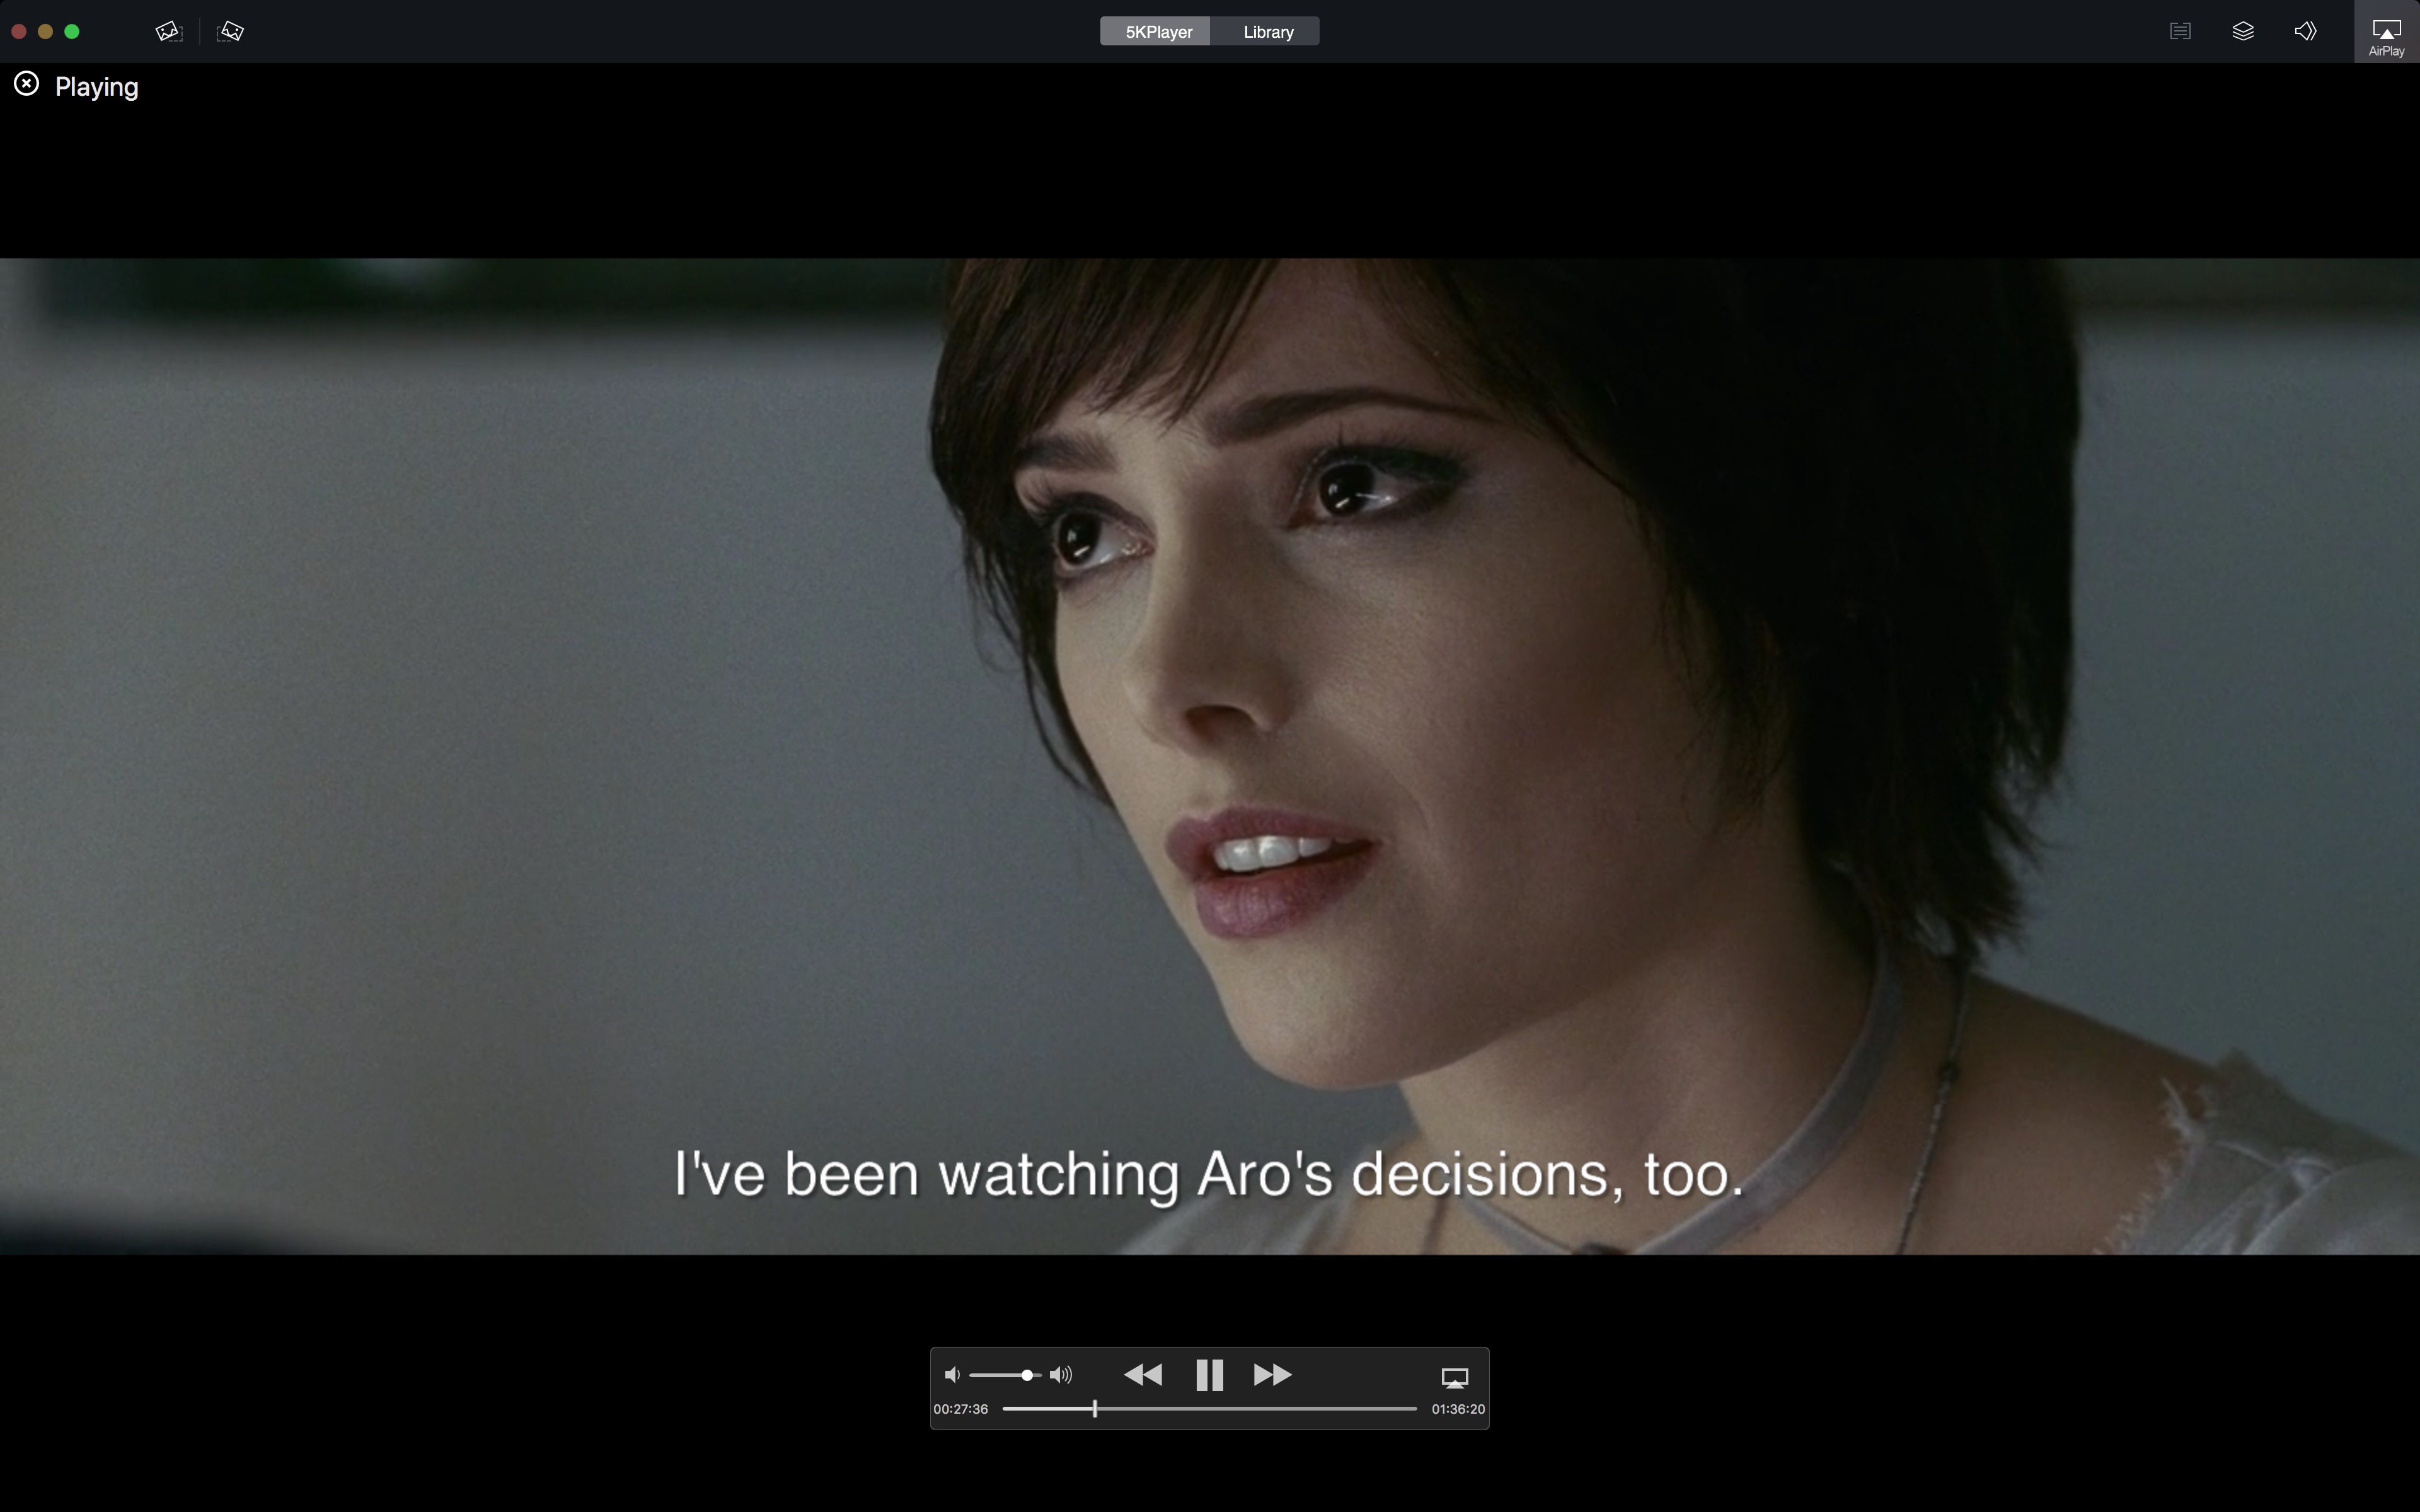 5KPlayer
Library
AirPlay
Playing
I've been watching Aro's decisions, too.
00:27:36
01:36:20